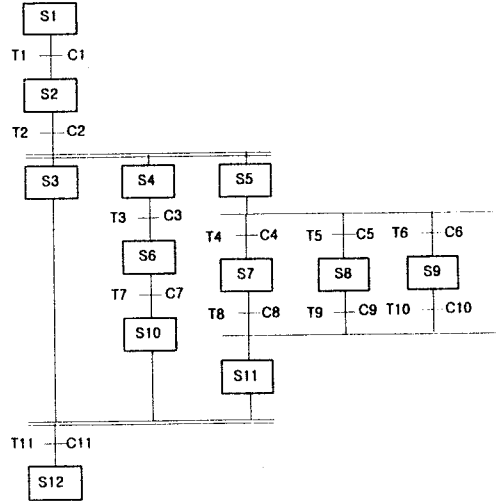 S1
T1 C1
S2
T2 C2
S3 S4 S5
T3 C3 T4 C4 T5 C5 T6 C6
S6 S7 S8 S9
T7 C7 T8 C8 T9 C9 T10 C10
S10
S11
T11 C11
S12